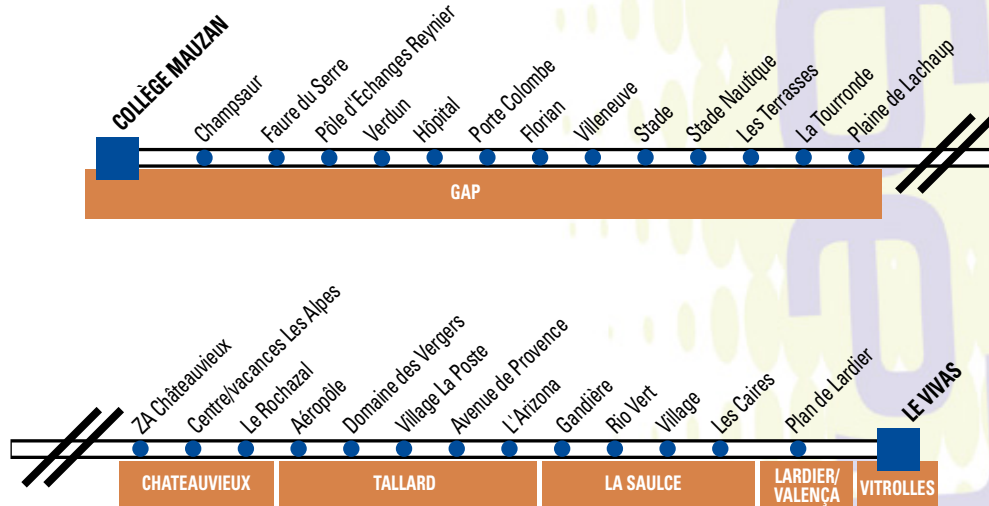 COLLÈGE MAUZAN
Champsaur
Faure du Serre
Pôle d'Echanges Reynier
Verdun
Hôpital
Porte Colombe
Florian
Villeneuve
Stade
Stade Nautique
Les Terrasses
La Tourronde
Plaine de Lachaup
GAP
ZA Châteauvieux
Centre/vacances Les Alpes
Le Rochazal
Aéropôle
Domaine des Vergers
Village La Poste
Avenue de Provence
L'Arizona
Gandière
Rio Vert
Village
Les Caires
Plan de Lardier
LE VIVAS
CHATEAUVIEUX
TALLARD
LA SAULCE
LARDIER/
VALENÇA
VITROLLES